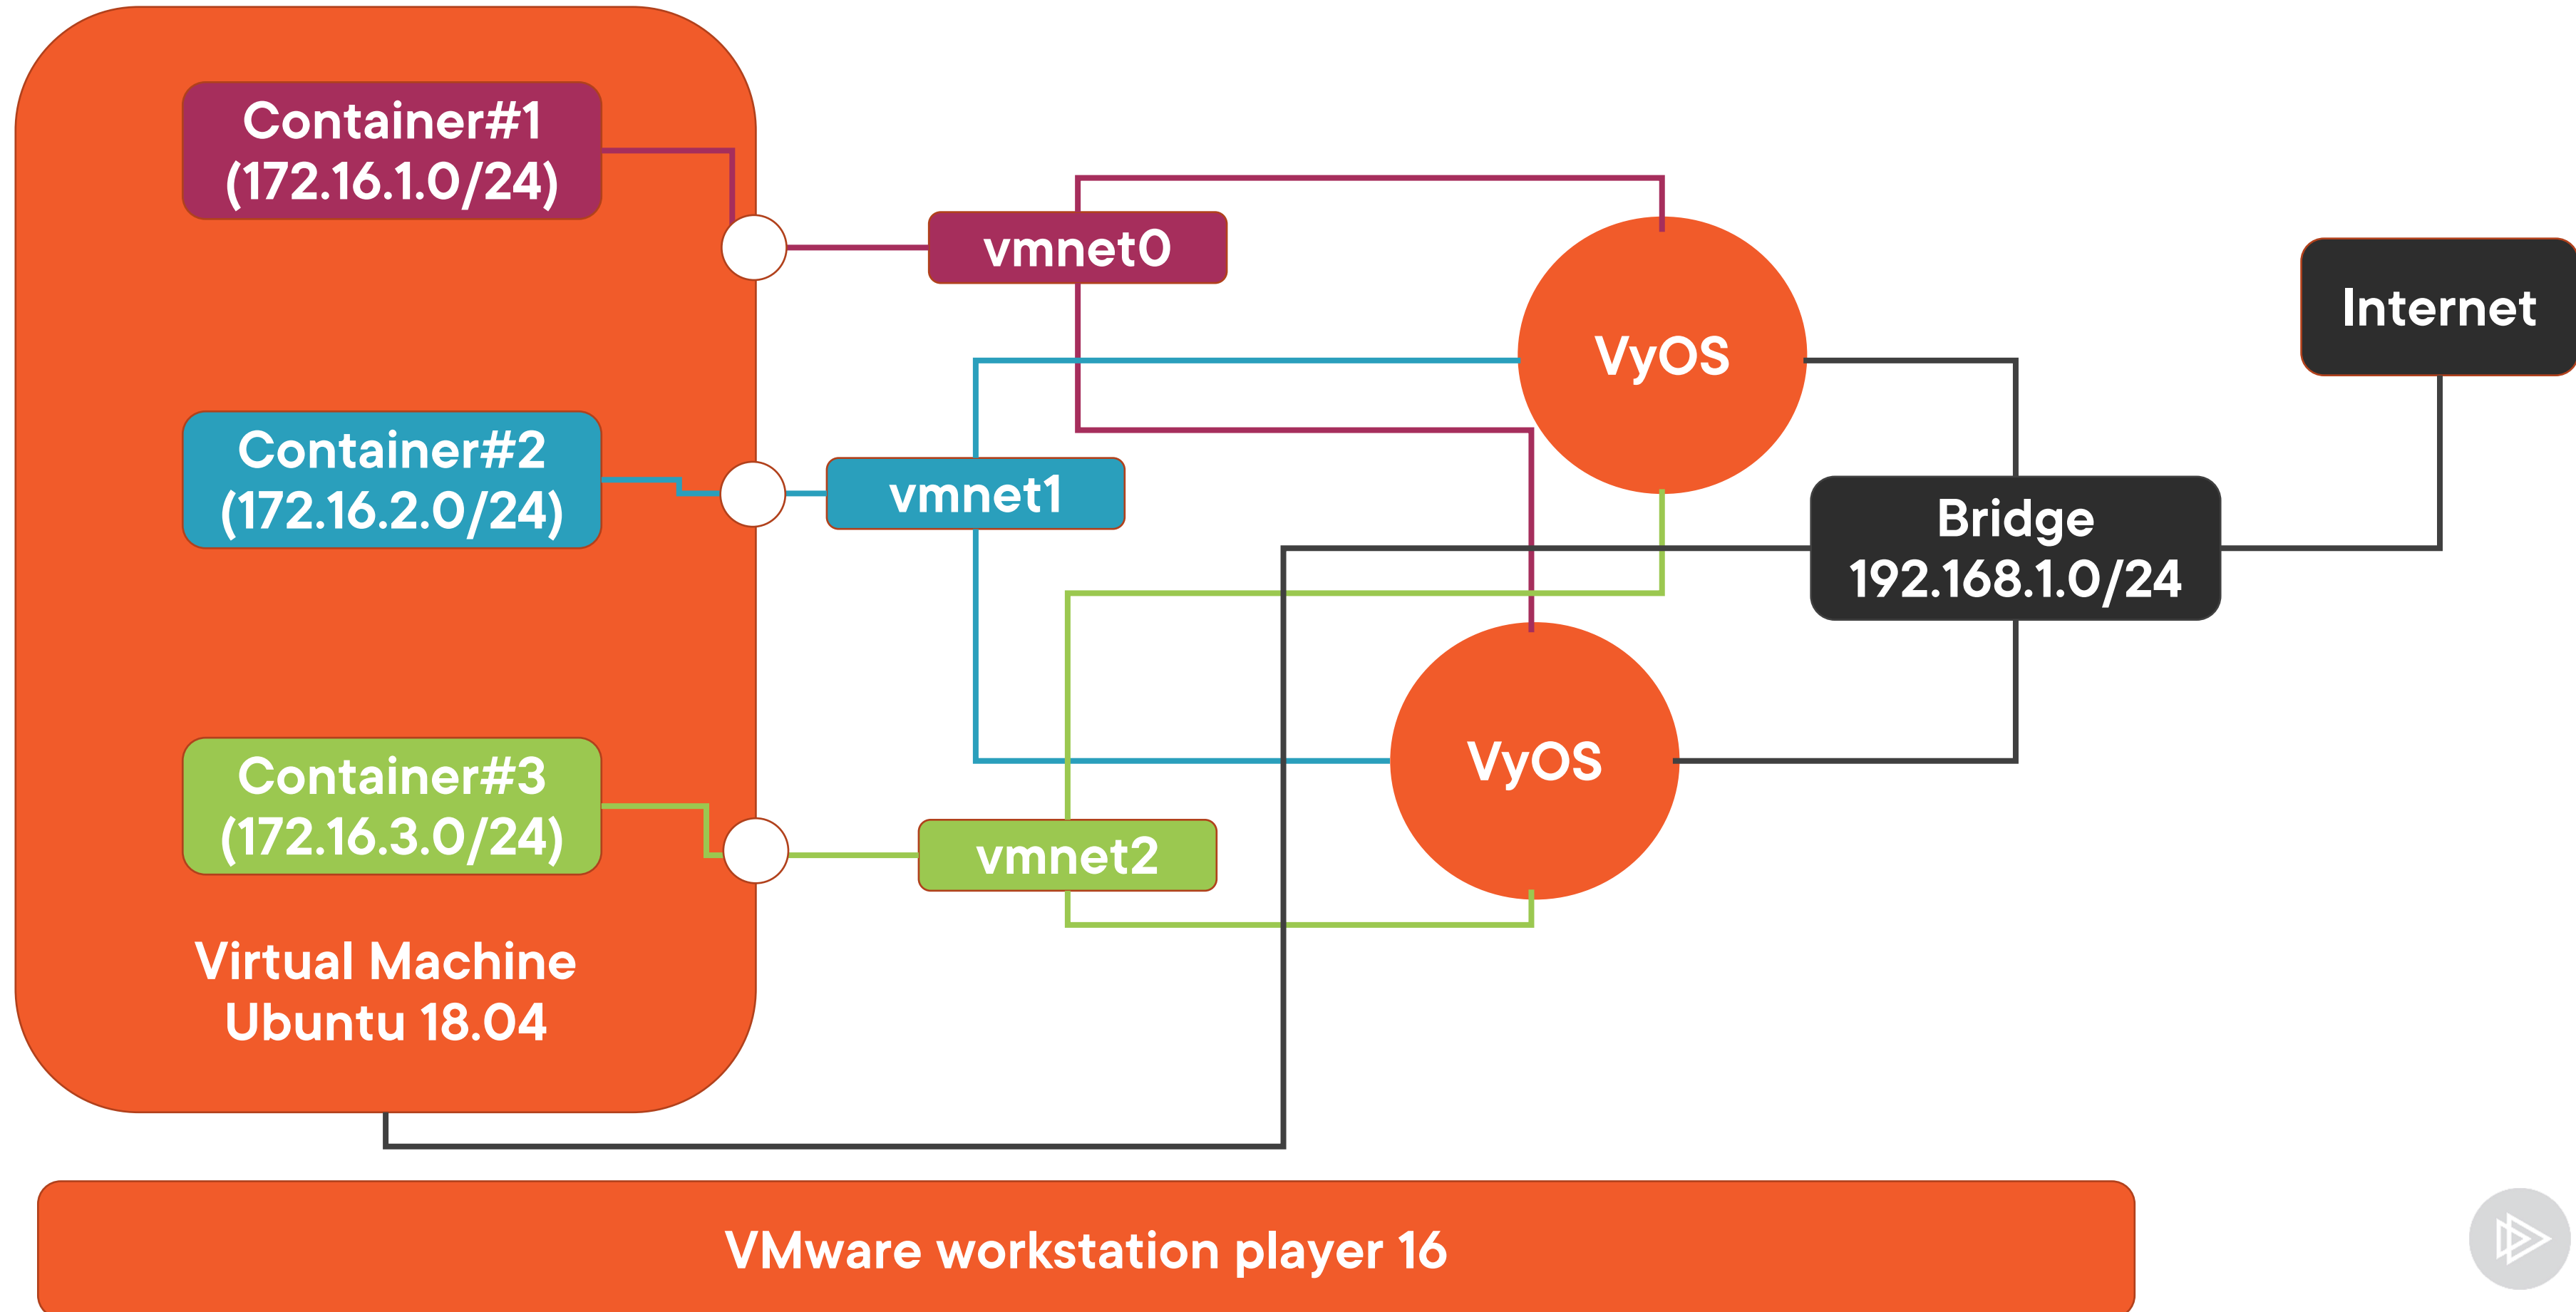 Container#1
(172.16.1.0/24)
vmnet0
VyOS
Internet
Container#2
(172.16.2.0/24)
vmnet1
Bridge
192.168.1.0/24
Container#3
(172.16.3.0/24)
VyOS
vmnet2
Virtual Machine
Ubuntu 18.04
VMware workstation player 16